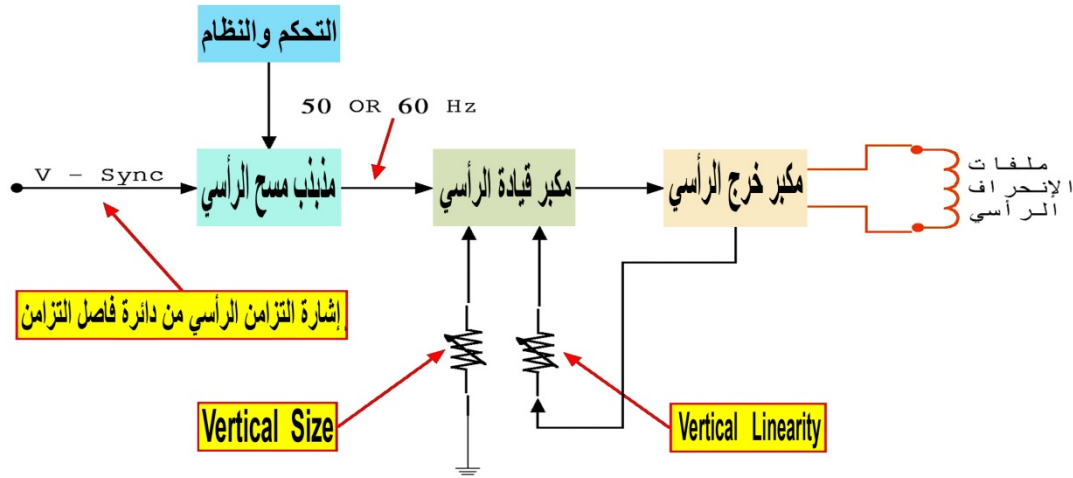 التحكم والنظام
50 OR 60 Hz
V - Sync
مذبذب مسح الرأسي
مكبر قيادة الرأسي
مكبر خرج الرأسي
ملفات
الإنحراف
الرأسي
إشارة التزامن الرأسي من دائرة فاصل التزامن
Vertical Size
Vertical Linearity